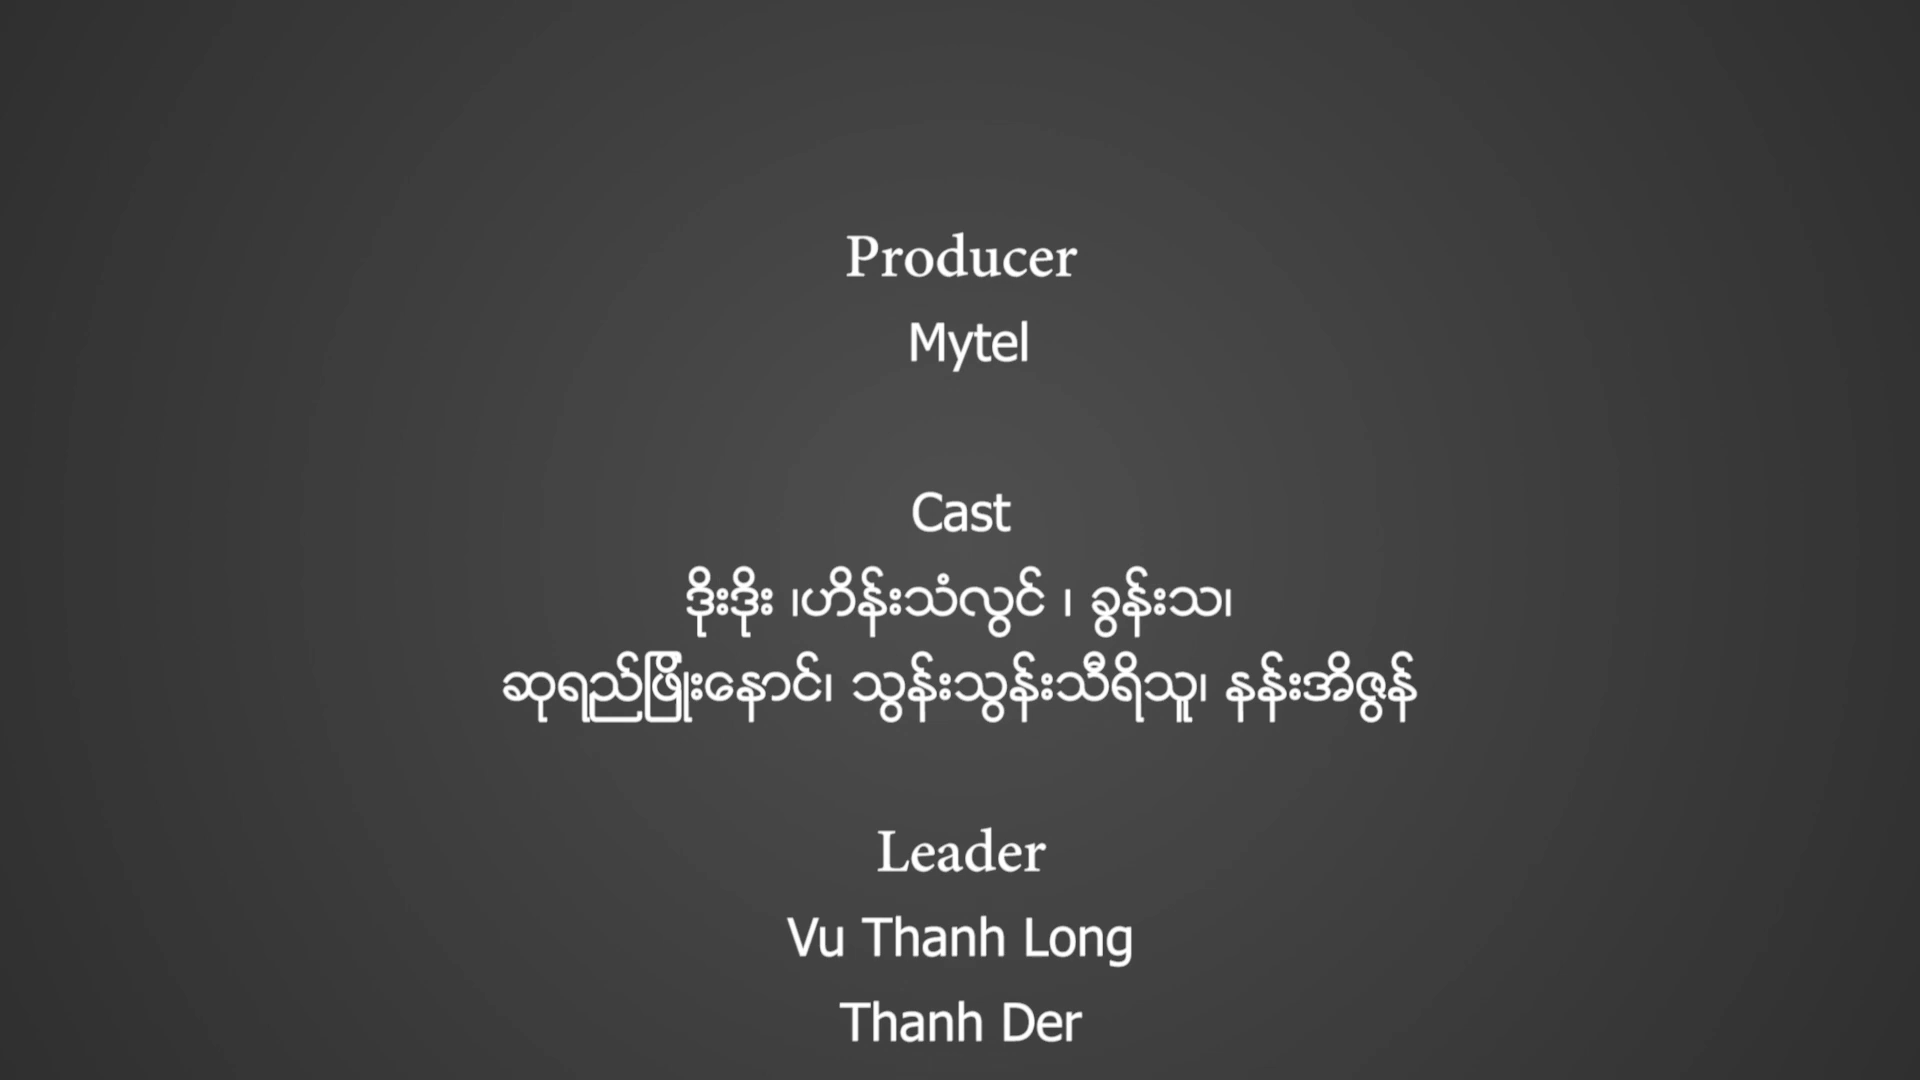 Producer
Mytel
Cast
ဒိုးဒိုး ၊ဟိန်းသံလွင် ၊ ခွန်းသ၊
ဆုရည်ဖြိုးနောင်၊ သွန်းသွန်းသီရိသူ၊ နန်းအိဇွန်
Leader
Vu Thanh Long
Thanh Der